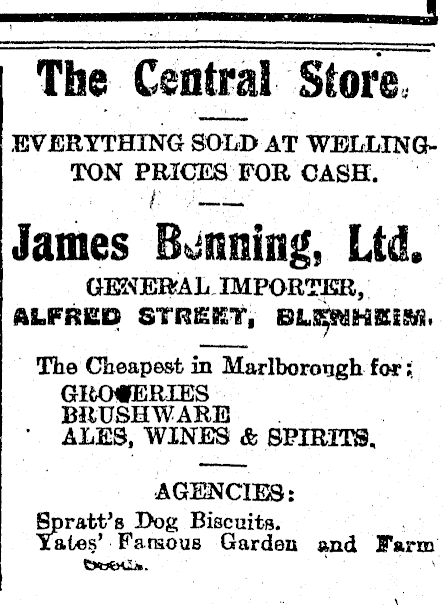 The Central Store.
EVERYTHING SOLD AT WELLING-
TON PRICES FOR CASH.
James Benning, Ltd.
GENERAL IMPORTER,
ALFRED STREET, BLENHEIM.
The Cheapest in Marlborough for:
GROCERIES
BRUSHWARE
ALES, WINES & SPIRITS.
AGENCIES:
Spratt's Dog Biscuits.
Yates' Famous Garden and Farm